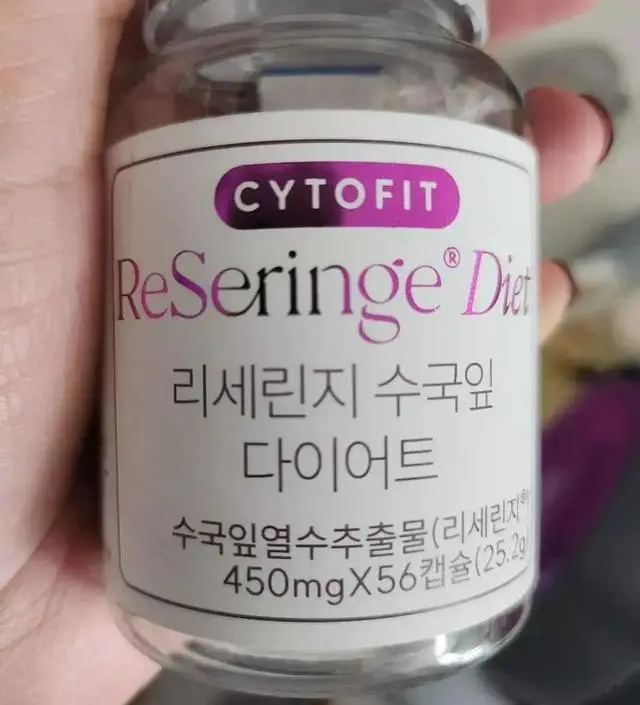 CYTOFIT
ReSeringe® Diet
리세린지 수국잎
다이어트
수국잎열수추출물(리세린지®)
450mgX56캡슐(25.2g